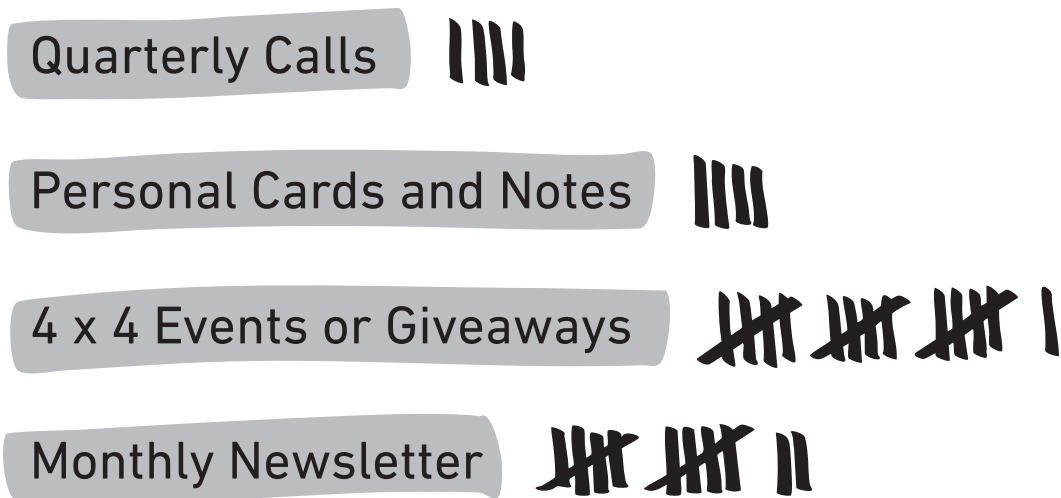 Quarterly Calls
Personal Cards and Notes
4 x 4 Events or Giveaways
Monthly Newsletter